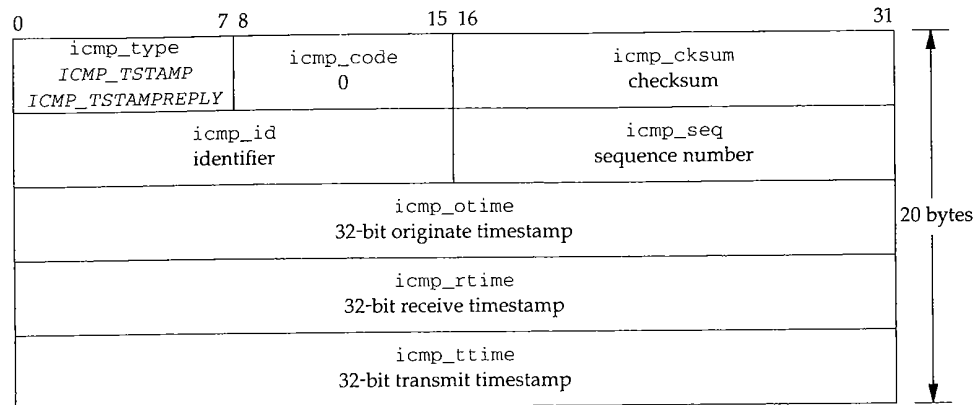 0 7 8 15 16 31
icmp_type
ICMP_TSTAMP
ICMP_TSTAMPREPLY
icmp_code
0
icmp_cksum
checksum
icmp_id
identifier
icmp_seq
sequence number
icmp_otime
32-bit originate timestamp
20 bytes
icmp_rtime
32-bit receive timestamp
icmp_ttime
32-bit transmit timestamp